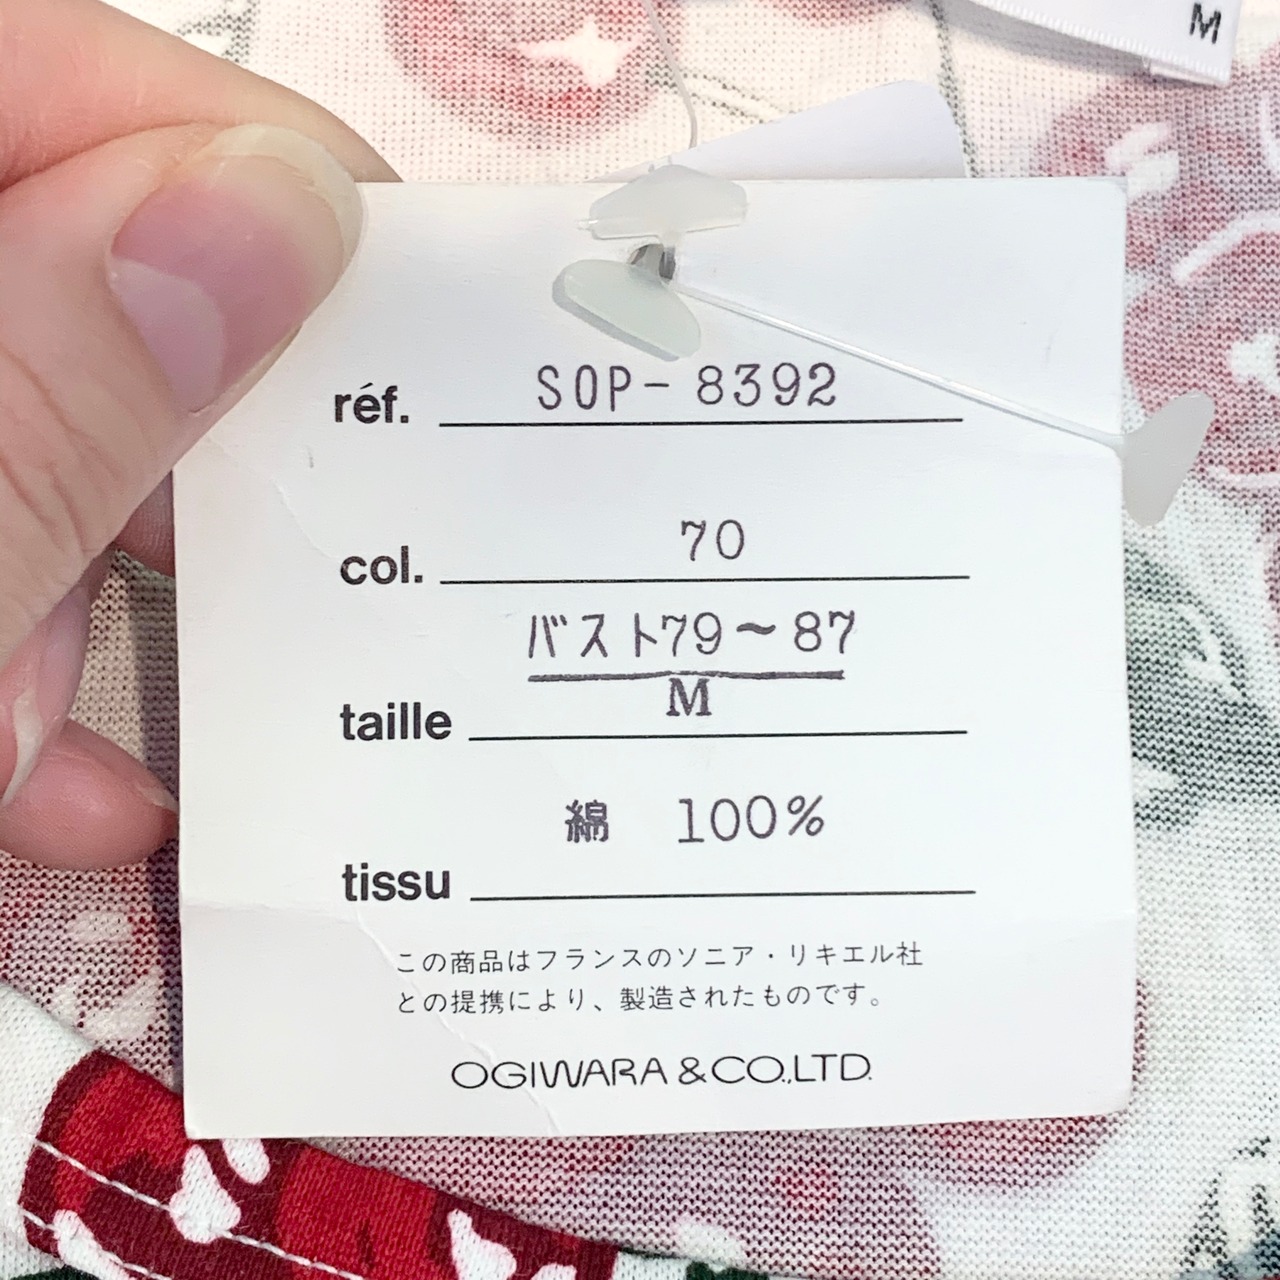 M
réf. SOP-8392
col. 70
バスト79～87
taille M
綿 100%
tissu
この商品はフランスのソニア・リキエル社
との提携により、製造されたものです。
OGIWARA & CO.,LTD.